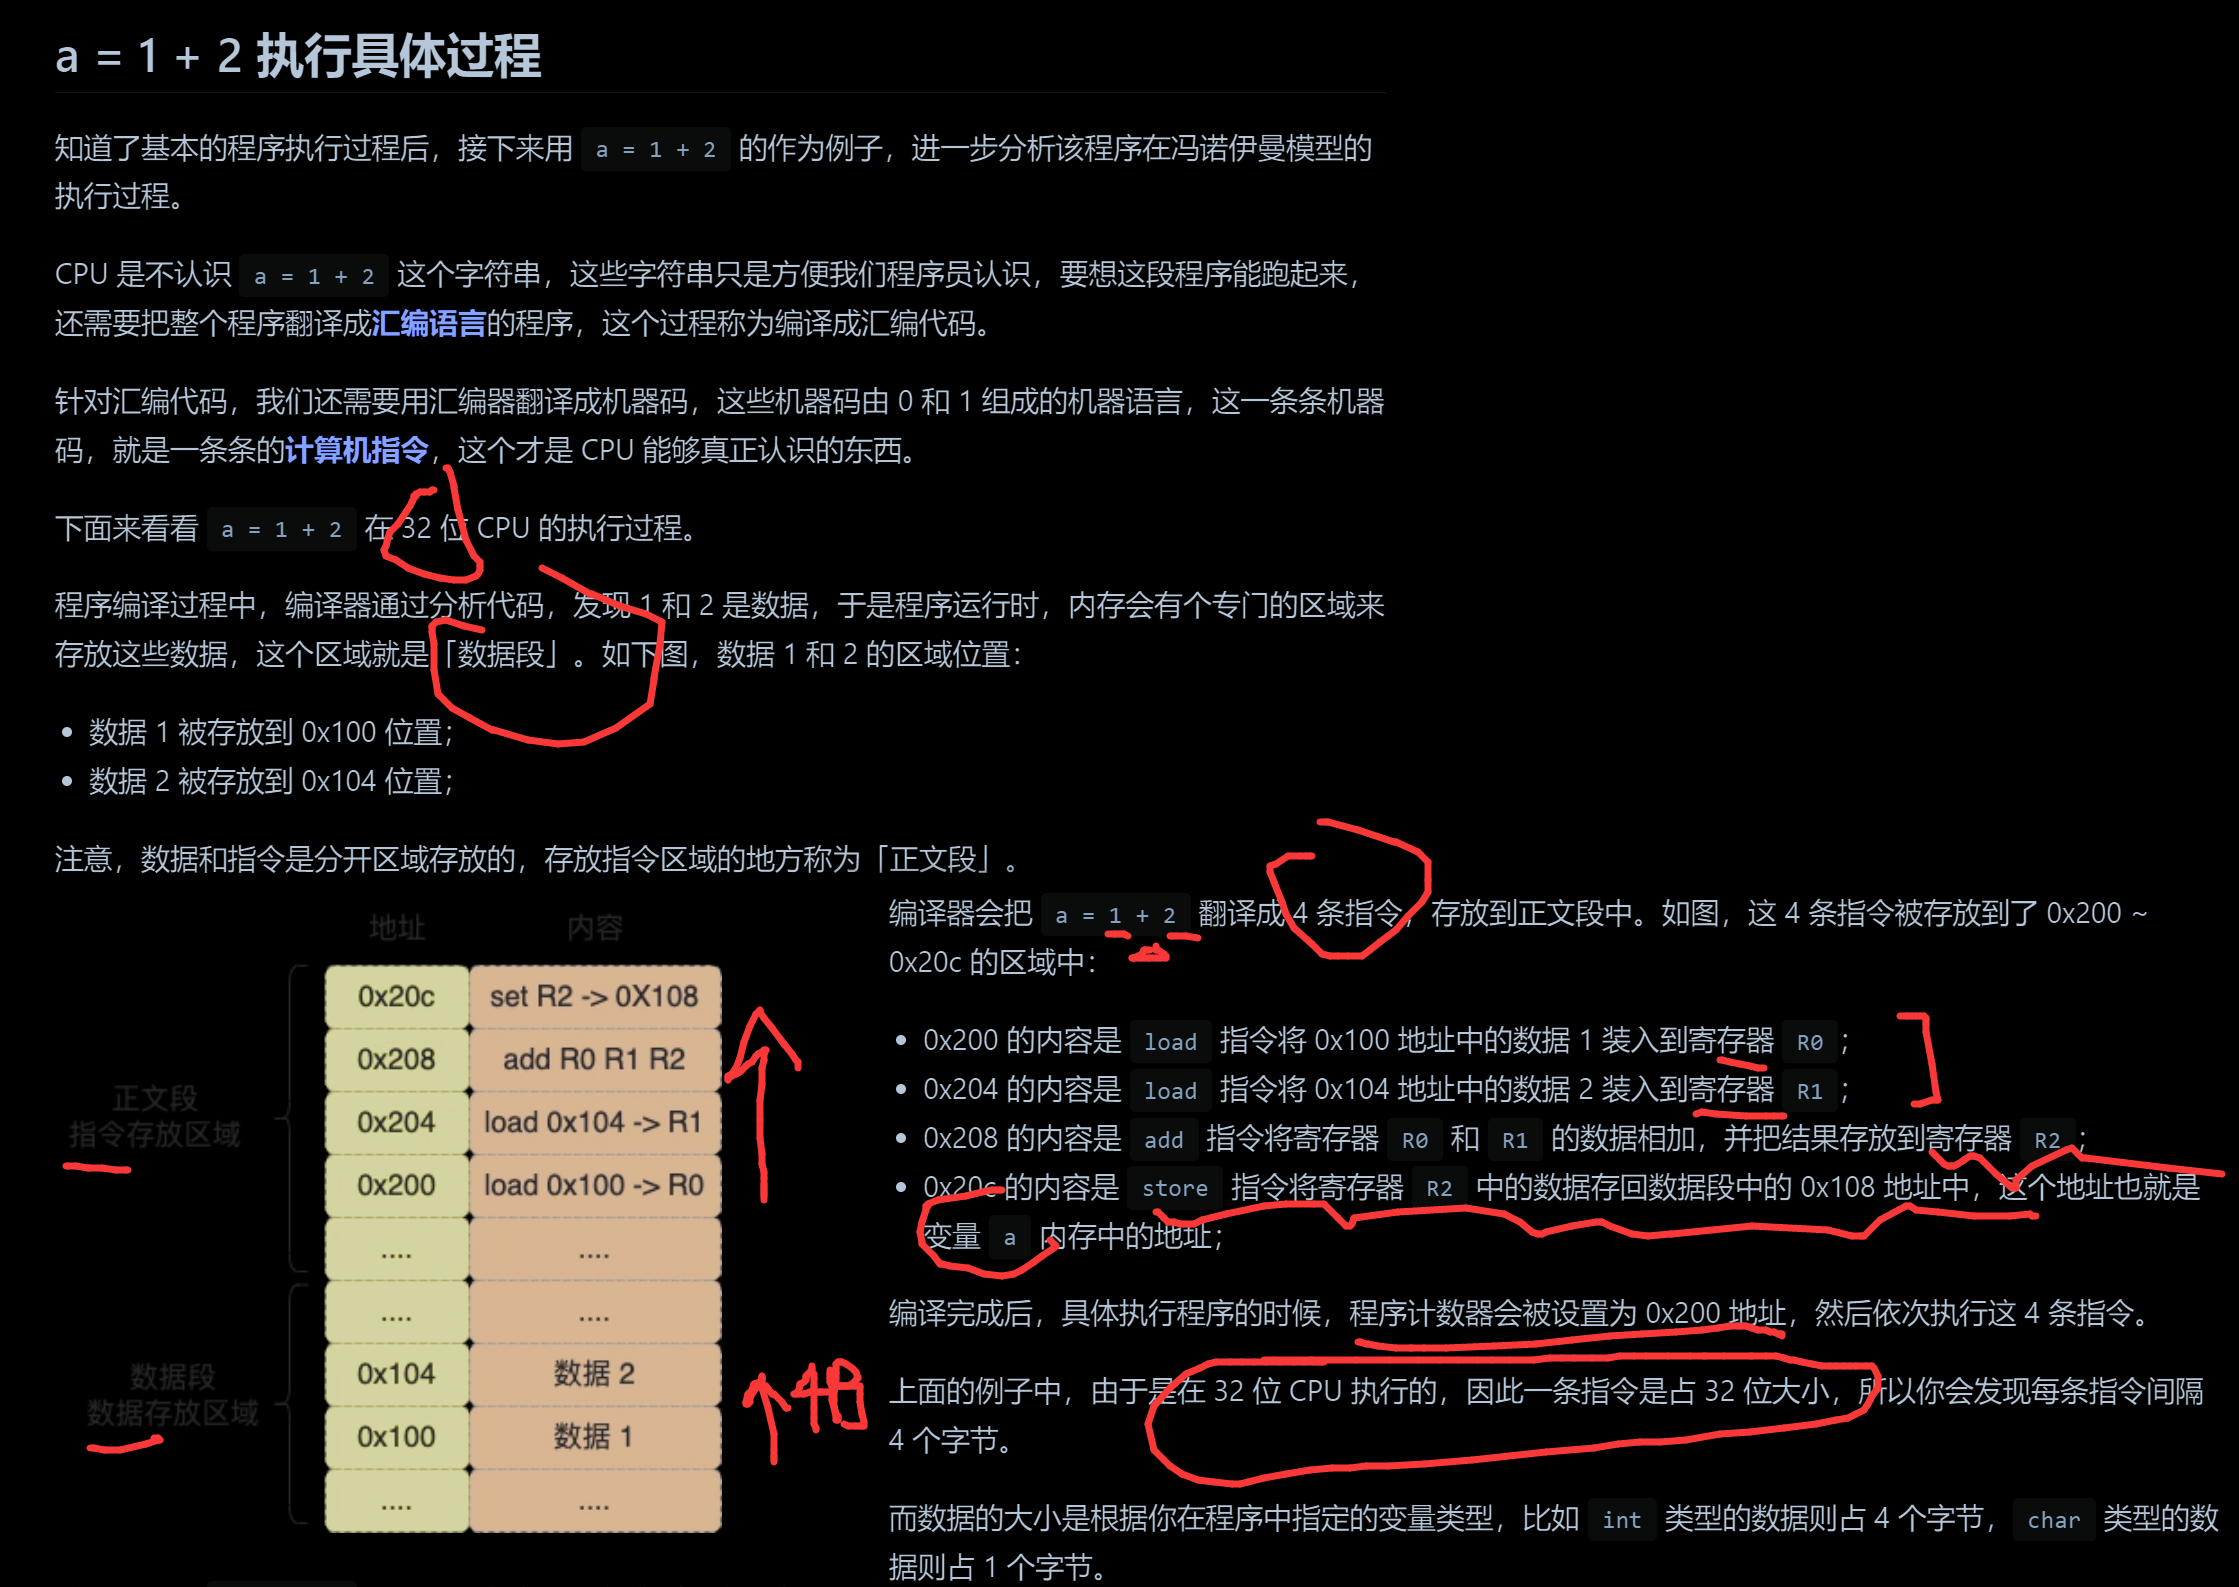 a = 1 + 2 执行具体过程
知道了基本的程序执行过程后，接下来用 a = 1 + 2 的作为例子，进一步分析该程序在冯诺伊曼模型的
执行过程。
CPU 是不认识 a = 1 + 2 这个字符串，这些字符串只是方便我们程序员认识，要想这段程序能跑起来，
还需要把整个程序翻译成汇编语言的程序，这个过程称为编译成汇编代码。
针对汇编代码，我们还需要用汇编器翻译成机器码，这些机器码由 0 和 1 组成的机器语言，这一条条机器
码，就是一条条的计算机指令，这个才是 CPU 能够真正认识的东西。
下面来看看 a = 1 + 2 在 32 位 CPU 的执行过程。
程序编译过程中，编译器通过分析代码，发现 1 和 2 是数据，于是程序运行时，内存会有个专门的区域来
存放这些数据，这个区域就是「数据段」。如下图，数据 1 和 2 的区域位置：
• 数据 1 被存放到 0x100 位置；
• 数据 2 被存放到 0x104 位置；
注意，数据和指令是分开区域存放的，存放指令区域的地方称为「正文段」。
地址 内容
0x20c set R2 -> 0X108
0x208 add R0 R1 R2
0x204 load 0x104 -> R1
0x200 load 0x100 -> R0
.... ....
.... ....
0x104 数据 2
0x100 数据 1
.... ....
正文段
指令存放区域
数据段
数据存放区域
编译器会把 a = 1 + 2 翻译成 4 条指令，存放到正文段中。如图，这 4 条指令被存放到了 0x200 ~
0x20c 的区域中：
• 0x200 的内容是 load 指令将 0x100 地址中的数据 1 装入到寄存器 R0 ；
• 0x204 的内容是 load 指令将 0x104 地址中的数据 2 装入到寄存器 R1 ；
• 0x208 的内容是 add 指令将寄存器 R0 和 R1 的数据相加，并把结果存放到寄存器 R2 ；
• 0x20c 的内容是 store 指令将寄存器 R2 中的数据存回数据段中的 0x108 地址中，这个地址也就是
变量 a 内存中的地址；
编译完成后，具体执行程序的时候，程序计数器会被设置为 0x200 地址，然后依次执行这 4 条指令。
上面的例子中，由于是在 32 位 CPU 执行的，因此一条指令是占 32 位大小，所以你会发现每条指令间隔
4 个字节。
而数据的大小是根据你在程序中指定的变量类型，比如 int 类型的数据则占 4 个字节， char 类型的数
据则占 1 个字节。